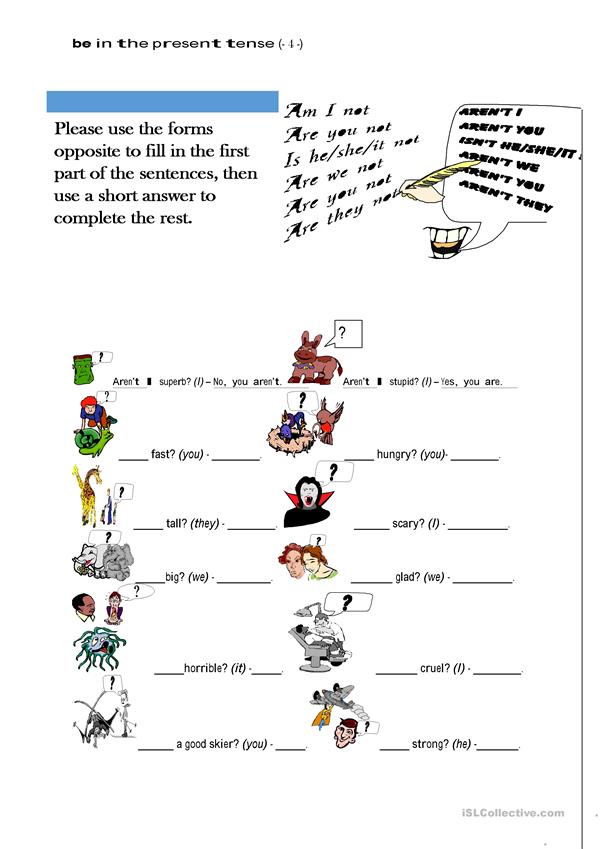 be in the present tense (- 4 -)
Please use the forms
opposite to fill in the first
part of the sentences, then
use a short answer to
complete the rest.
Am I not
Are you not
Is he/she/it not
Are we not
Are you not
Are they not
AREN'T I
AREN'T YOU
ISN'T HE/SHE/IT
AREN'T WE
AREN'T YOU
AREN'T THEY
?
?
Aren't I superb? (I) – No, you aren't.
Aren't I stupid? (I) – Yes, you are.
?
?
_____ fast? (you) - ________.
_____ hungry? (you)- ________.
?
?
_____ tall? (they) - ________.
______ scary? (I) - __________.
?
?
____ big? (we) - _________.
_______ glad? (we) - _________.
?
?
_____horrible? (it) -_____.
_______ cruel? (I) - _______.
?
?
______ a good skier? (you) - _____.
_____ strong? (he) - _______.
iSLCollective.com